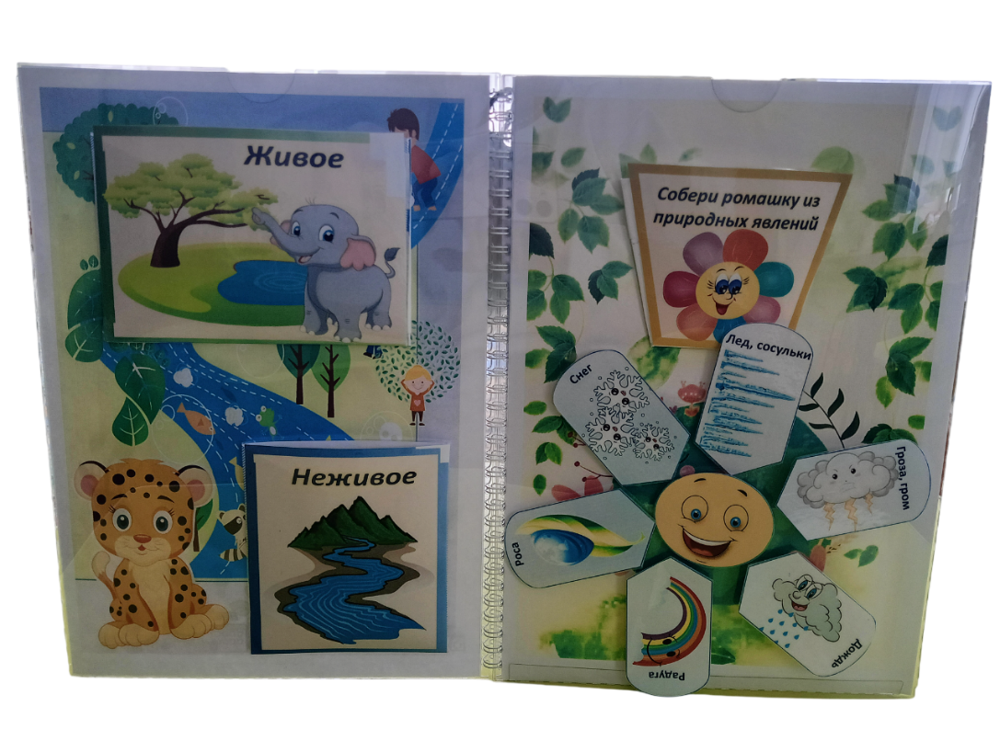 Живое
Неживое
Собери ромашку из
природных явлений
Лед, сосульки
Снег
Гроза, гром
Роса
Дождь
Радуга